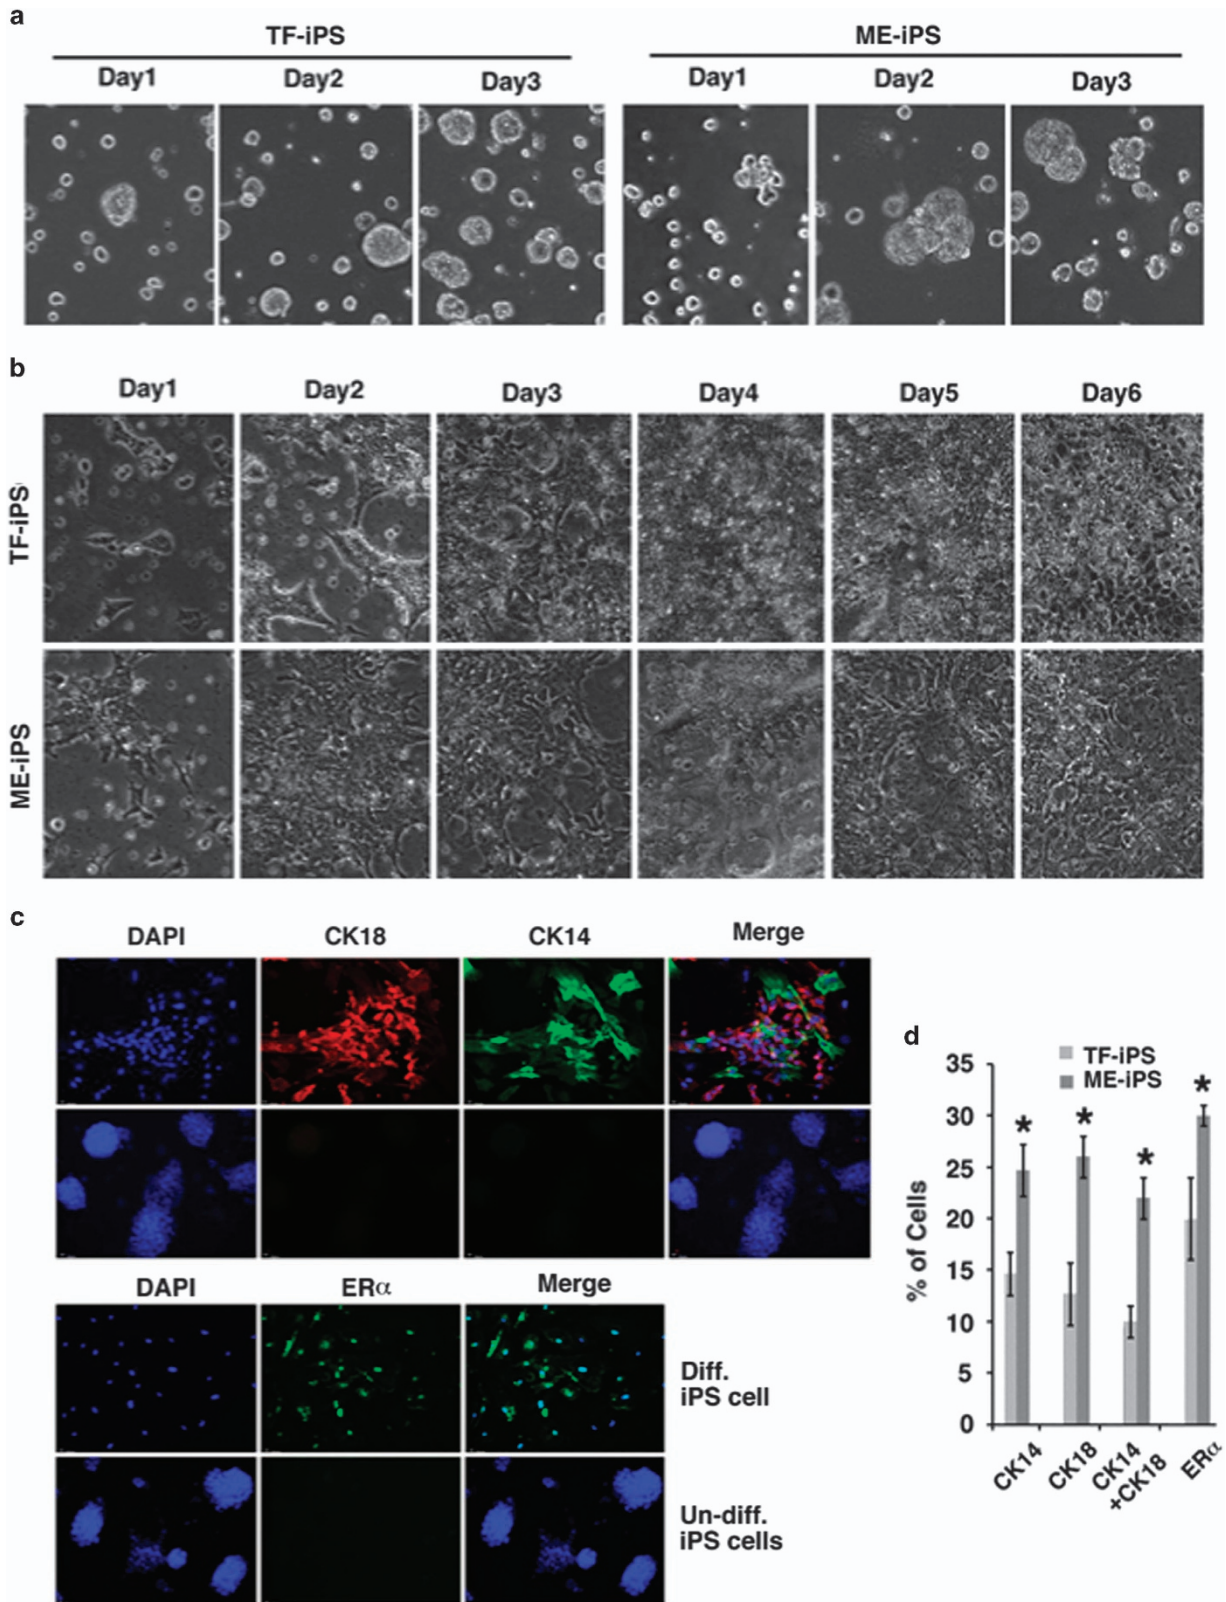 a
TF-iPS
ME-iPS
Day1
Day2
Day3
Day1
Day2
Day3
b
Day1
Day2
Day3
Day4
Day5
Day6
TF-iPS
ME-iPS
c
DAPI
CK18
CK14
Merge
DAPI
ERα
Merge
Diff.
iPS cell
Un-diff.
iPS cells
d
TF-iPS
ME-iPS
% of Cells
35
30
25
20
15
10
5
0
*
*
*
*
CK14
CK18
CK14
+CK18
ERα